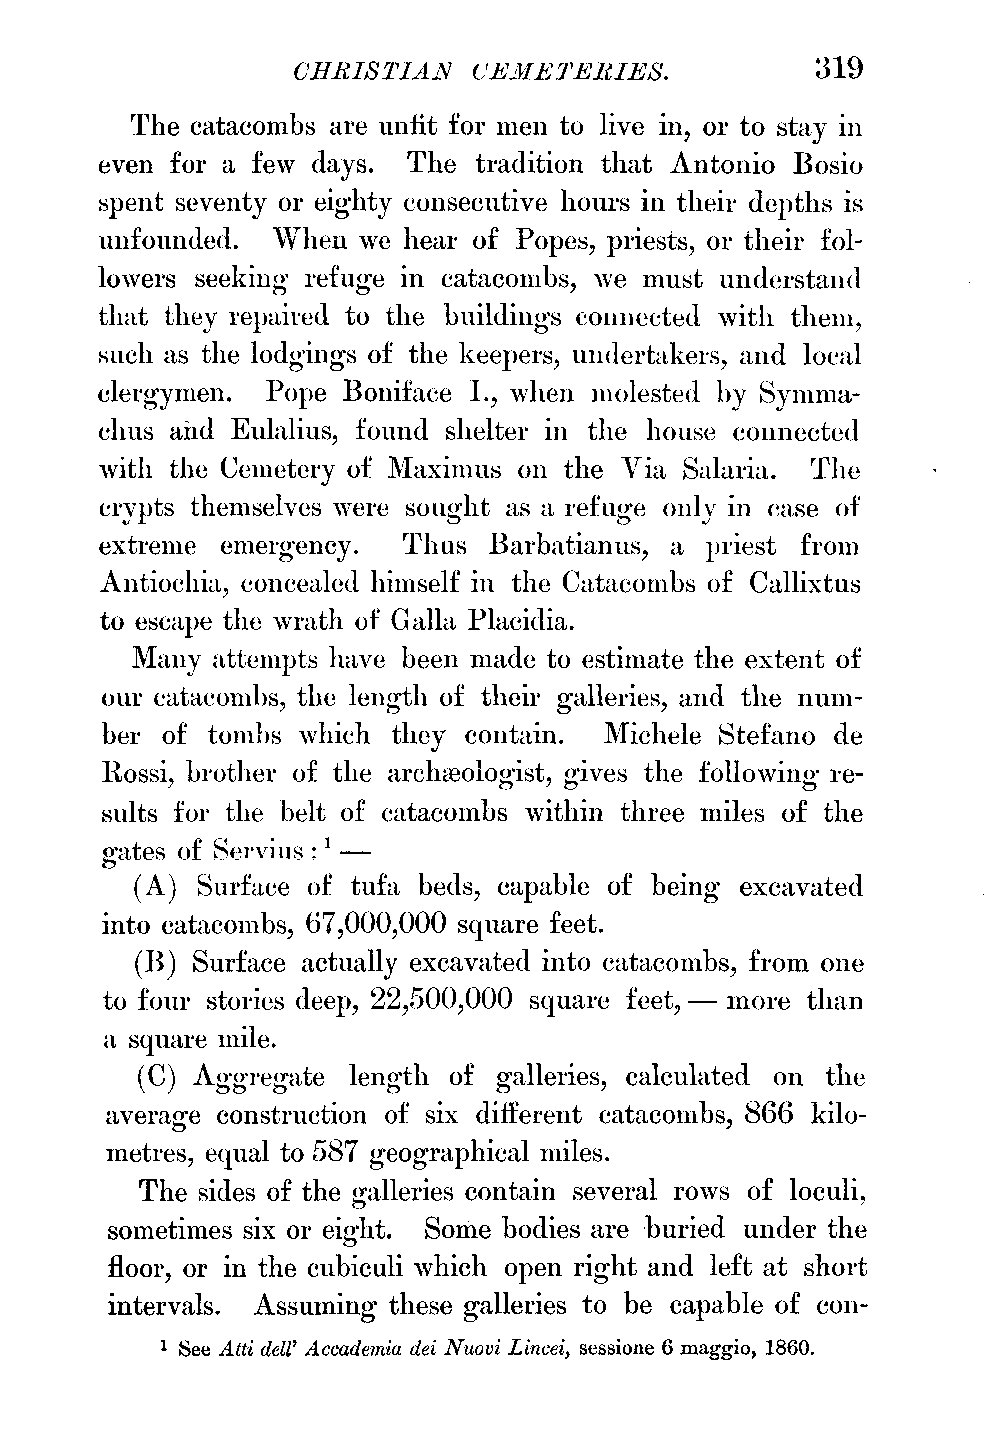 CHRISTIAN CEMETERIES. 319
The catacombs are unfit for men to live in, or to stay in
even for a few days. The tradition that Antonio Bosio
spent seventy or eighty consecutive hours in their depths is
unfounded. When we hear of Popes, priests, or their fol-
lowers seeking refuge in catacombs, we must understand
that they repaired to the buildings connected with them,
such as the lodgings of the keepers, undertakers, and local
clergymen. Pope Boniface I., when molested by Symma-
chus and Eulalius, found shelter in the house connected
with the Cemetery of Maximus on the Via Salaria. The
crypts themselves were sought as a refuge only in case of
extreme emergency. Thus Barbatianus, a priest from
Antiochia, concealed himself in the Catacombs of Callixtus
to escape the wrath of Galla Placidia.
Many attempts have been made to estimate the extent of
our catacombs, the length of their galleries, and the num-
ber of tombs which they contain. Michele Stefano de
Rossi, brother of the archæologist, gives the following re-
sults for the belt of catacombs within three miles of the
gates of Servius : ¹ —
(A) Surface of tufa beds, capable of being excavated
into catacombs, 67,000,000 square feet.
(B) Surface actually excavated into catacombs, from one
to four stories deep, 22,500,000 square feet, — more than
a square mile.
(C) Aggregate length of galleries, calculated on the
average construction of six different catacombs, 866 kilo-
metres, equal to 587 geographical miles.
The sides of the galleries contain several rows of loculi,
sometimes six or eight. Some bodies are buried under the
floor, or in the cubiculi which open right and left at short
intervals. Assuming these galleries to be capable of con-
¹ See Atti dell' Accademia dei Nuovi Lincei, sessione 6 maggio, 1860.